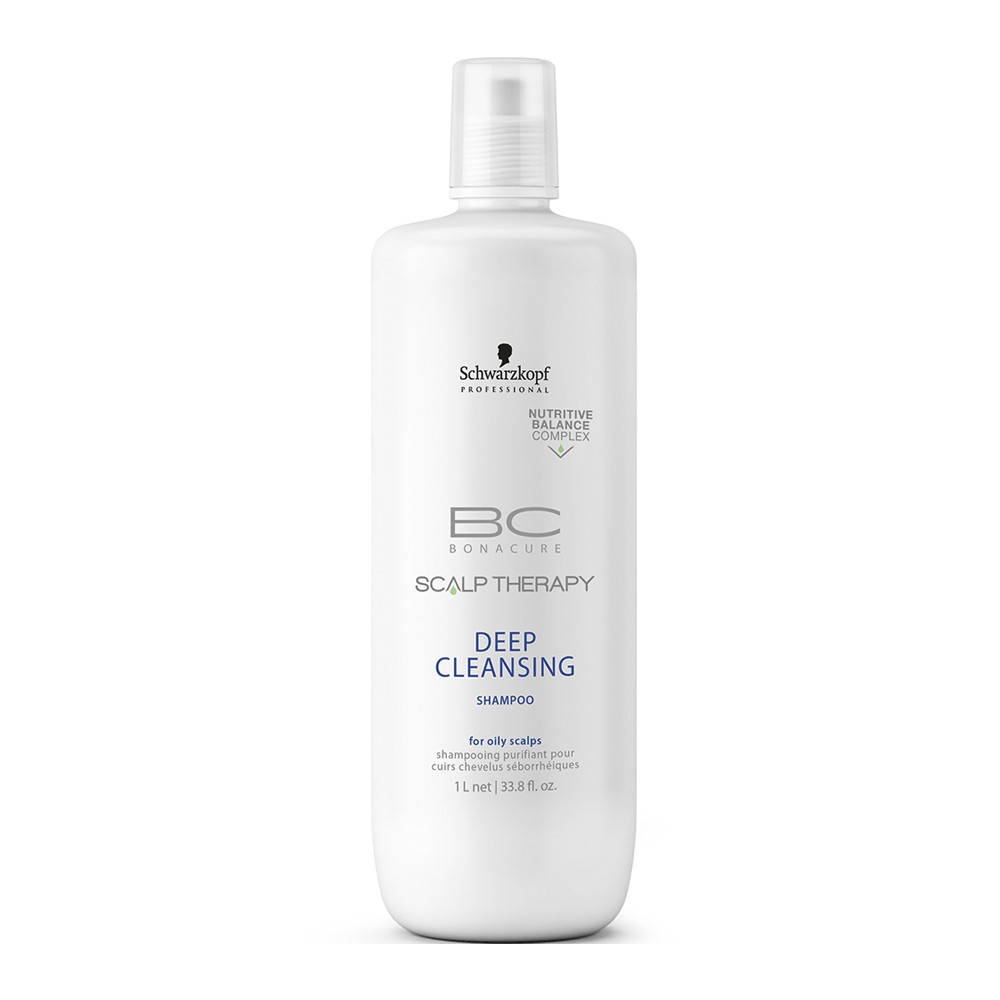 Schwarzkopf
PROFESSIONAL
NUTRITIVE
BALANCE
COMPLEX
BC
BONACURE
SCALP THERAPY
DEEP
CLEANSING
SHAMPOO
for oily scalps
shampooing purifiant pour
cuirs chevelus séborrhéiques
1 L net | 33.8 fl. oz.